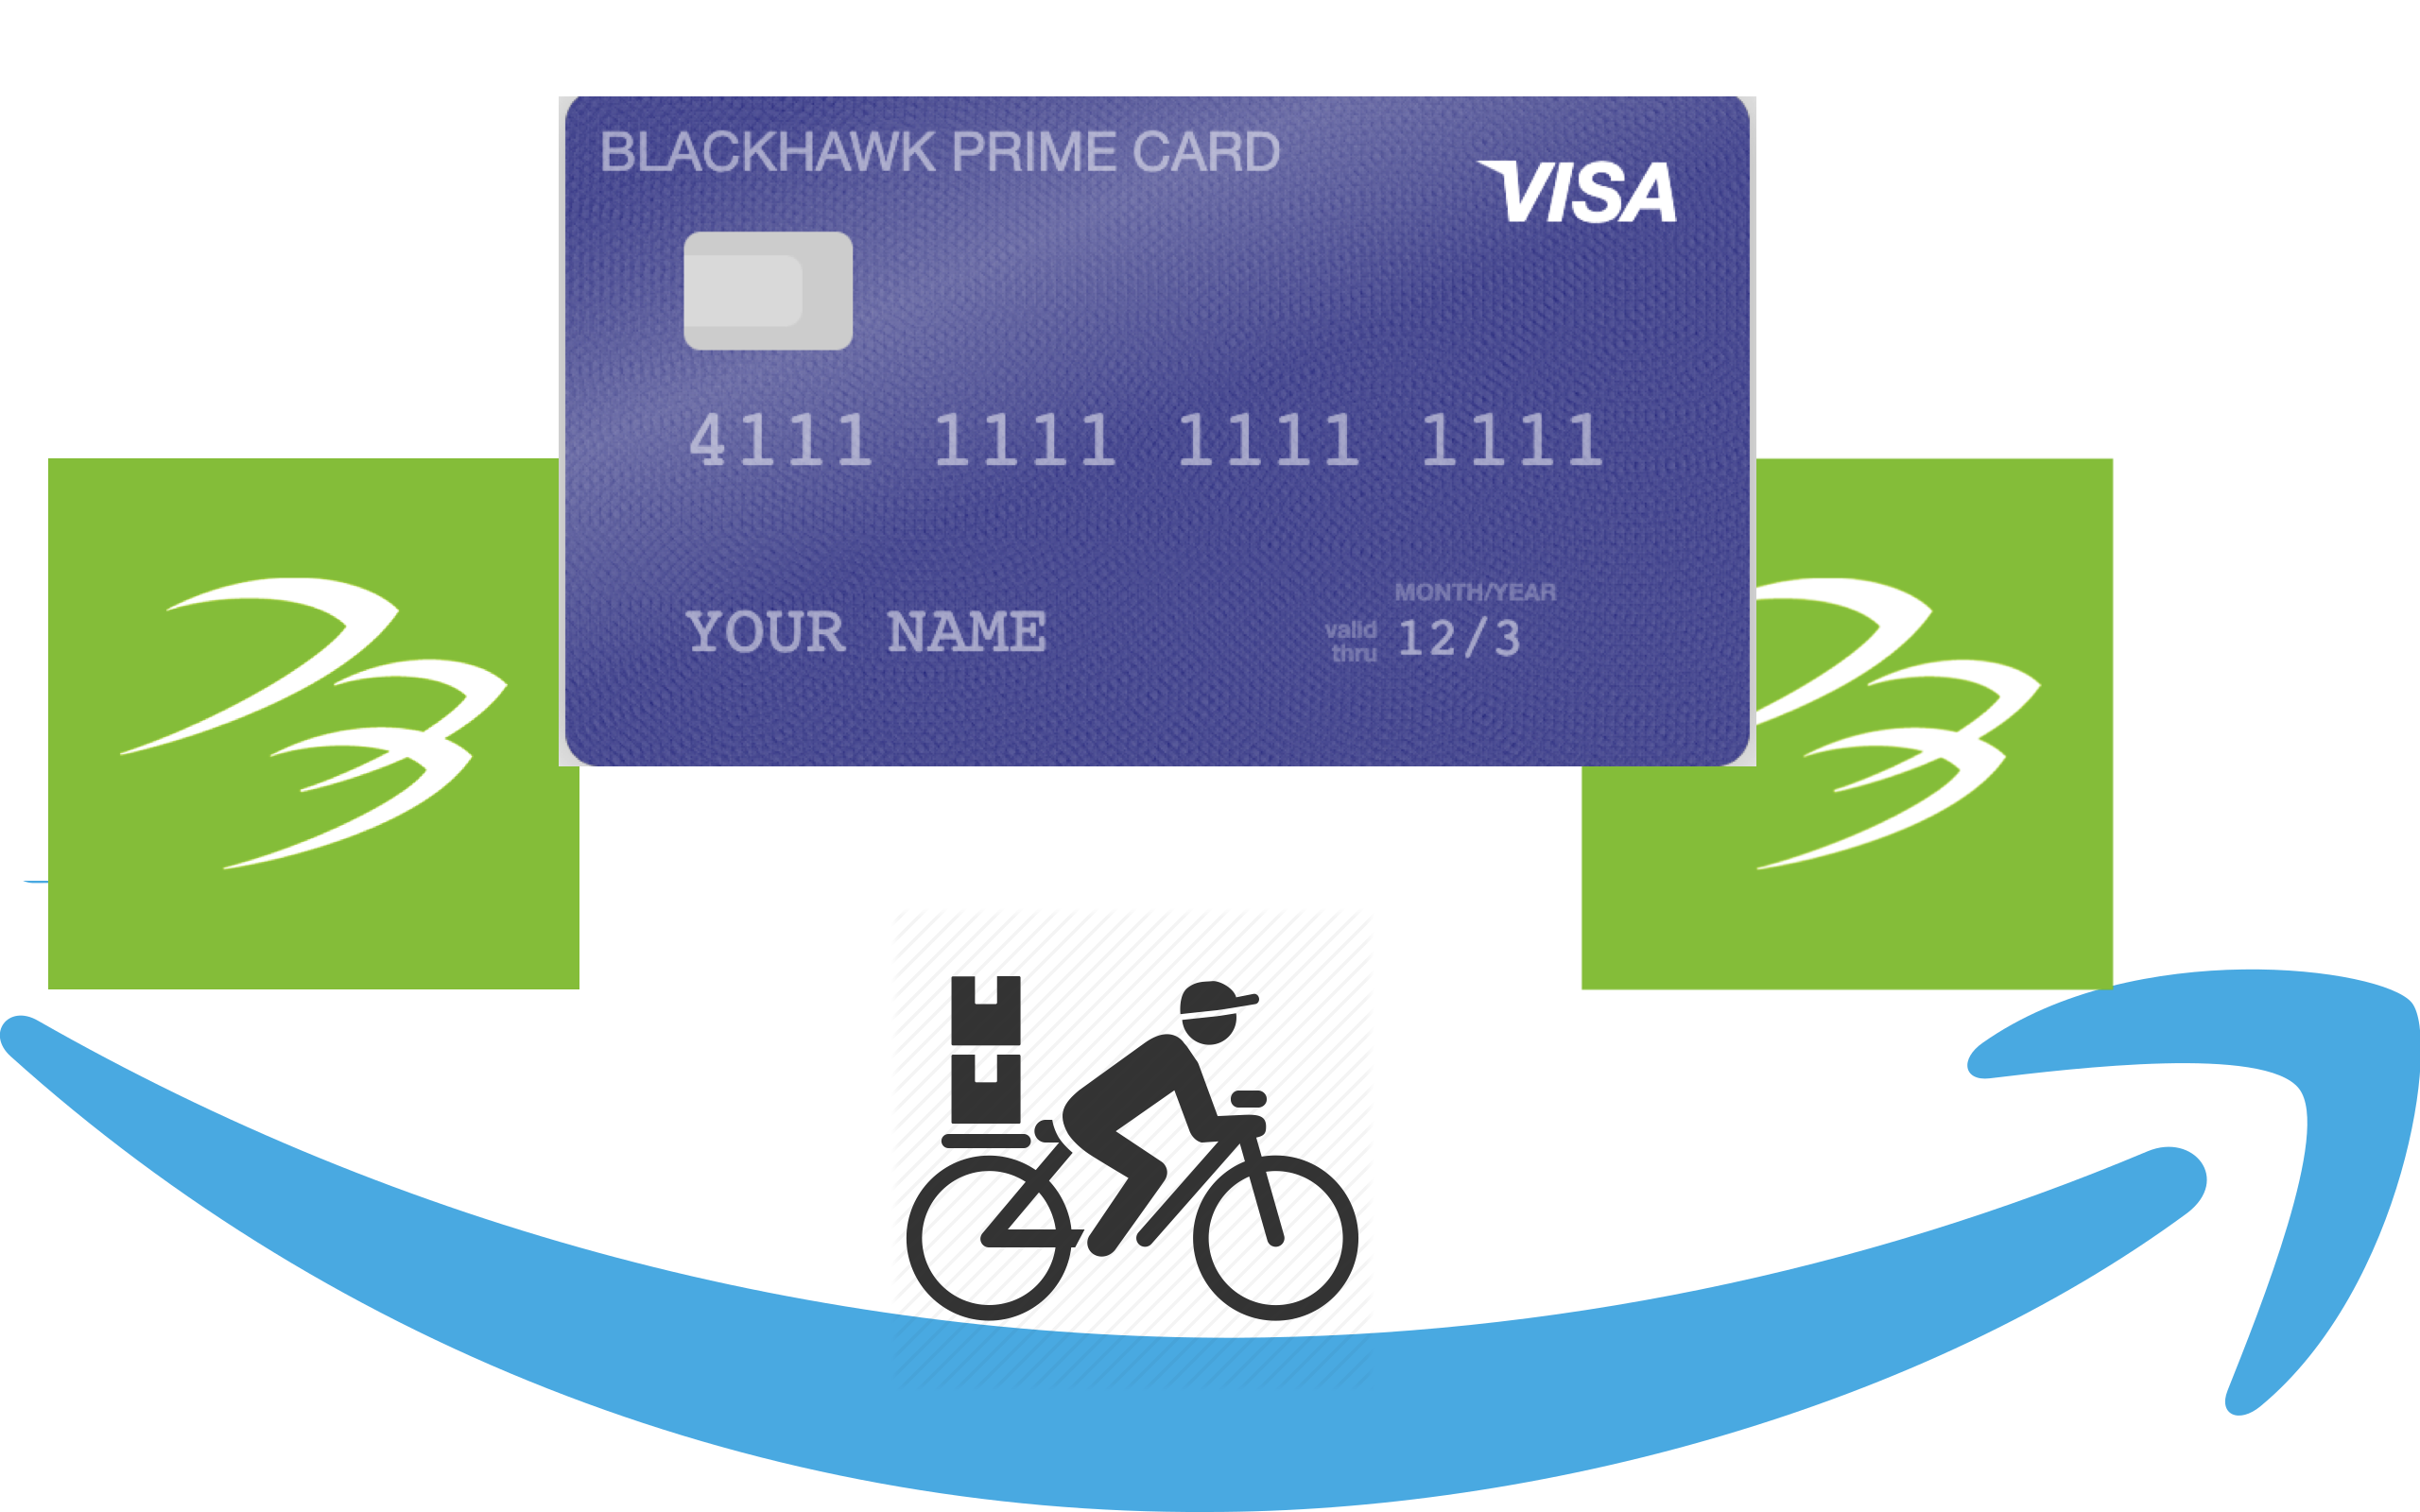 BLACKHAWK PRIME CARD
VISA
4111 1111 1111 1111
MONTH/YEAR
valid
thru
12/3
YOUR NAME